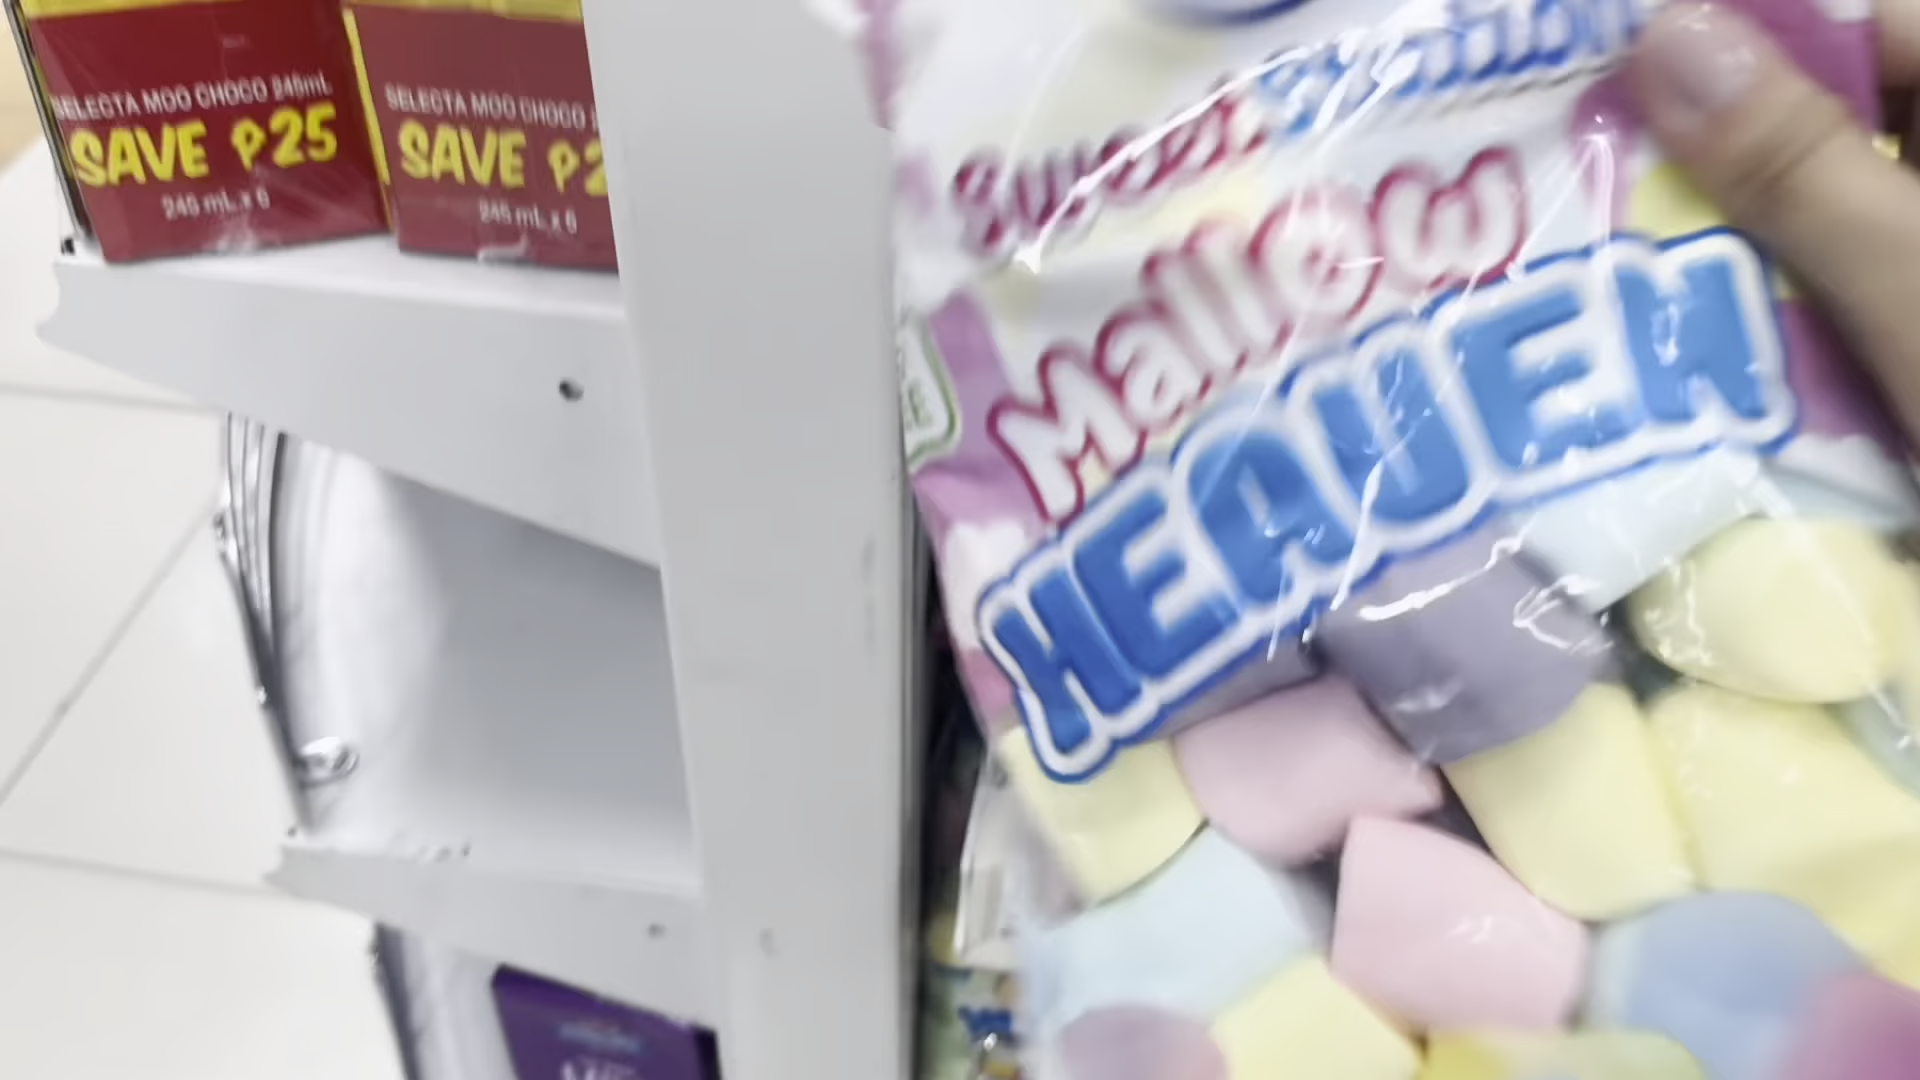 SELECTA MOO CHOCO 245mL
SAVE ₱25
245 mL x 6
SELECTA MOO CHOCO
SAVE ₱2
245 mL x 6
Sweet
Mallow
HEAVEN